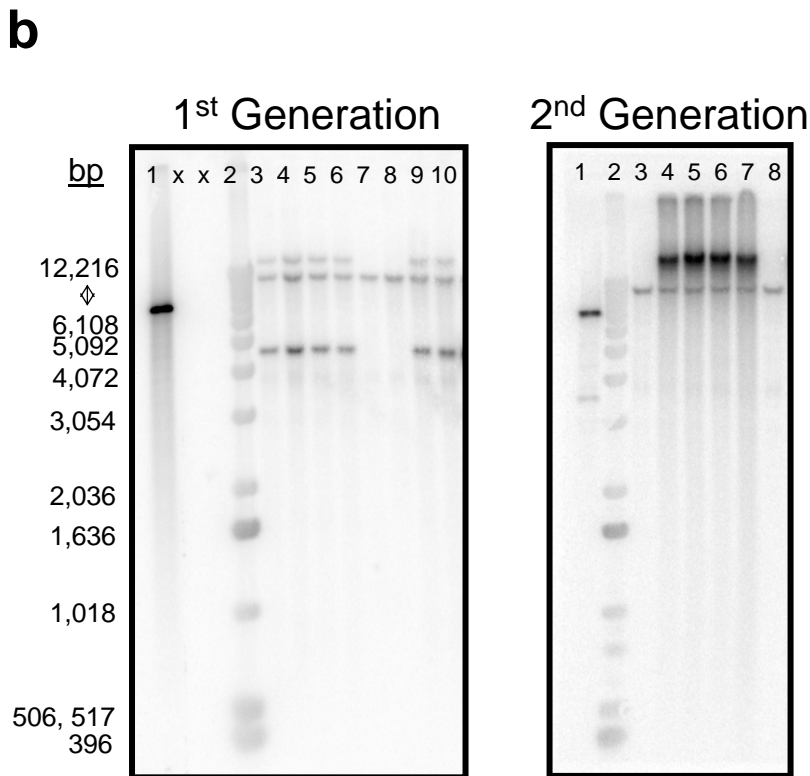 b
1st Generation
2nd Generation
bp
1 x x 2 3 4 5 6 7 8 9 10
1 2 3 4 5 6 7 8
12,216
6,108
5,092
4,072
3,054
2,036
1,636
1,018
506, 517
396